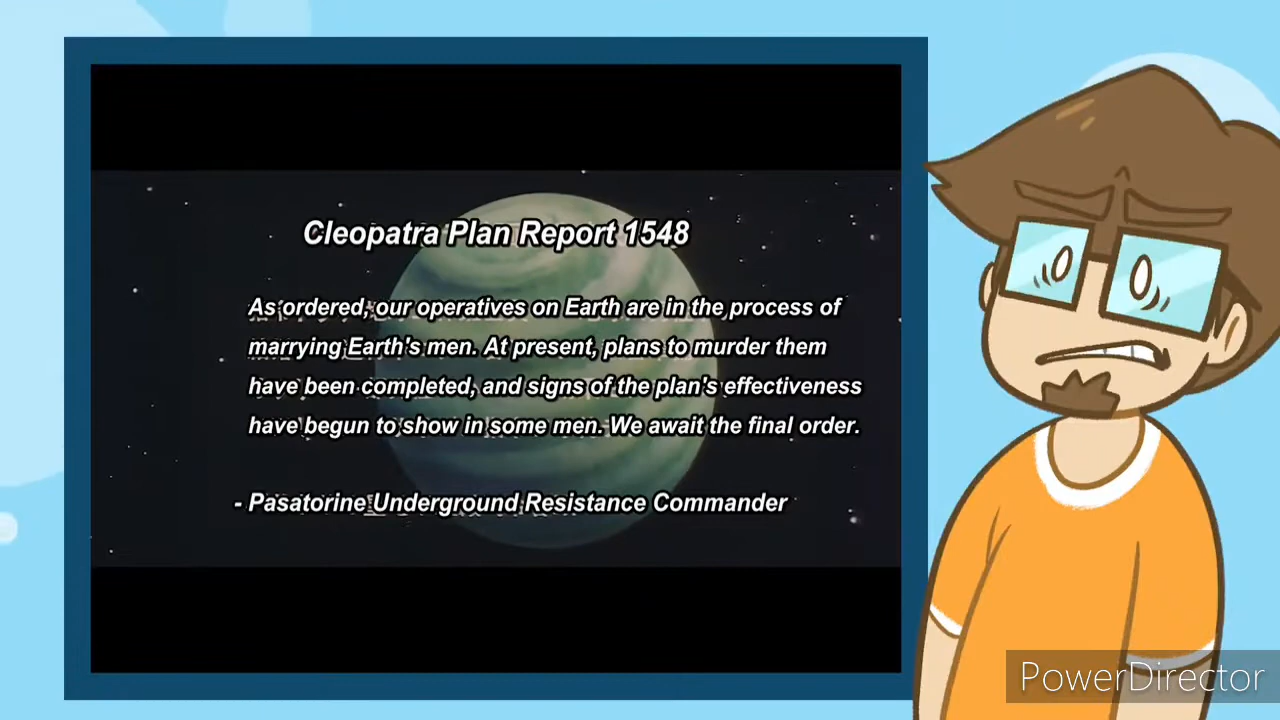 Cleopatra Plan Report 1548
As ordered, our operatives on Earth are in the process of
marrying Earth's men. At present, plans to murder them
have been completed, and signs of the plan's effectiveness
have begun to show in some men. We await the final order.
- Pasatorine Underground Resistance Commander
PowerDirector